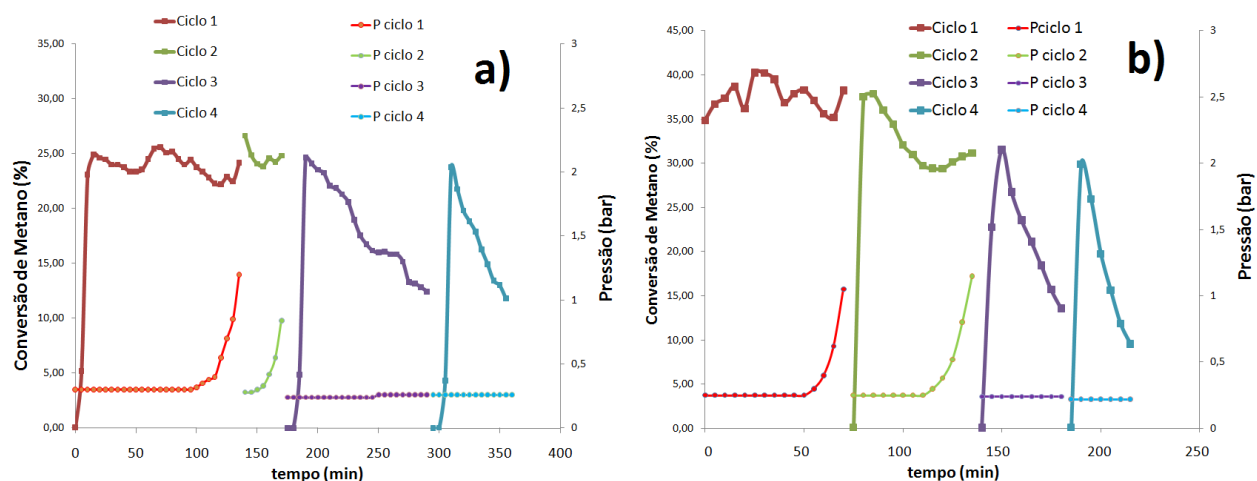 Ciclo 1
P ciclo 1
Ciclo 2
P ciclo 2
Ciclo 3
P ciclo 3
Ciclo 4
P ciclo 4
a)
Conversão de Metano (%)
35,00
30,00
25,00
20,00
15,00
10,00
5,00
0,00
3
2,5
2
1,5
1
0,5
0
Pressão (bar)
0
50
100
150
200
250
300
350
400
tempo (min)
Ciclo 1
Pciclo 1
Ciclo 2
P ciclo 2
Ciclo 3
P ciclo 3
Ciclo 4
P ciclo 4
b)
Conversão de Metano (%)
45,00
40,00
35,00
30,00
25,00
20,00
15,00
10,00
5,00
0,00
3
2,5
2
1,5
1
0,5
0
Pressão (bar)
0
50
100
150
200
250
tempo (min)